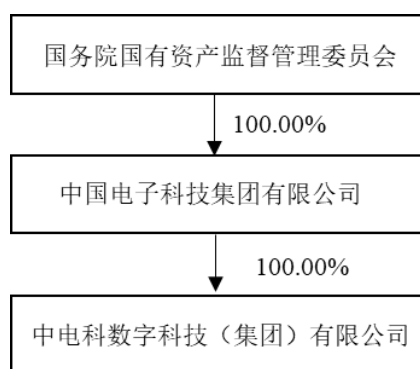 国务院国有资产监督管理委员会
100.00%
中国电子科技集团有限公司
100.00%
中电科数字科技（集团）有限公司